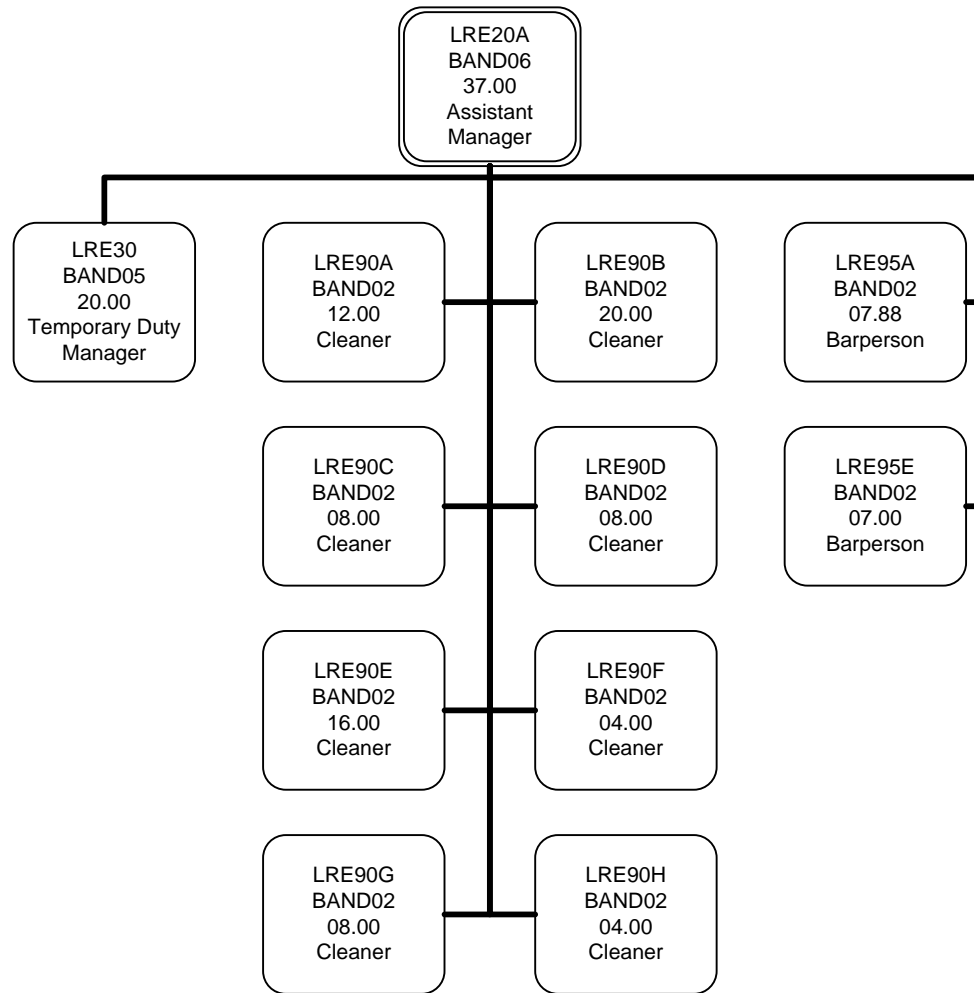 LRE20A
BAND06
37.00
Assistant
Manager
LRE30
BAND05
20.00
Temporary Duty
Manager
LRE90A
BAND02
12.00
Cleaner
LRE90B
BAND02
20.00
Cleaner
LRE95A
BAND02
07.88
Barperson
LRE90C
BAND02
08.00
Cleaner
LRE90D
BAND02
08.00
Cleaner
LRE95E
BAND02
07.00
Barperson
LRE90E
BAND02
16.00
Cleaner
LRE90F
BAND02
04.00
Cleaner
LRE90G
BAND02
08.00
Cleaner
LRE90H
BAND02
04.00
Cleaner